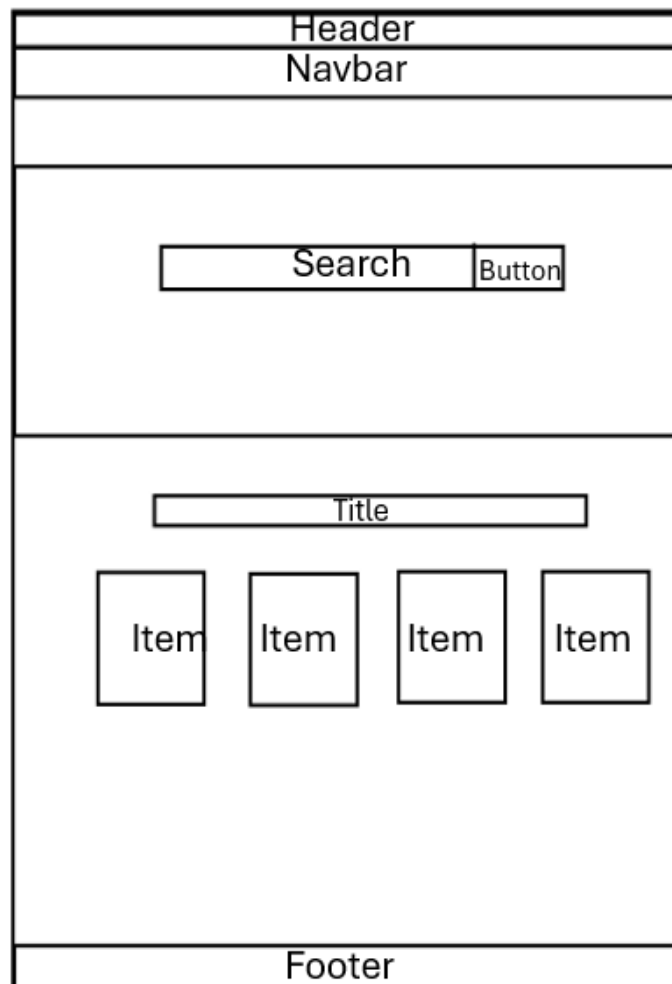 Header
Navbar
Search
Button
Title
Item Item Item Item
Footer